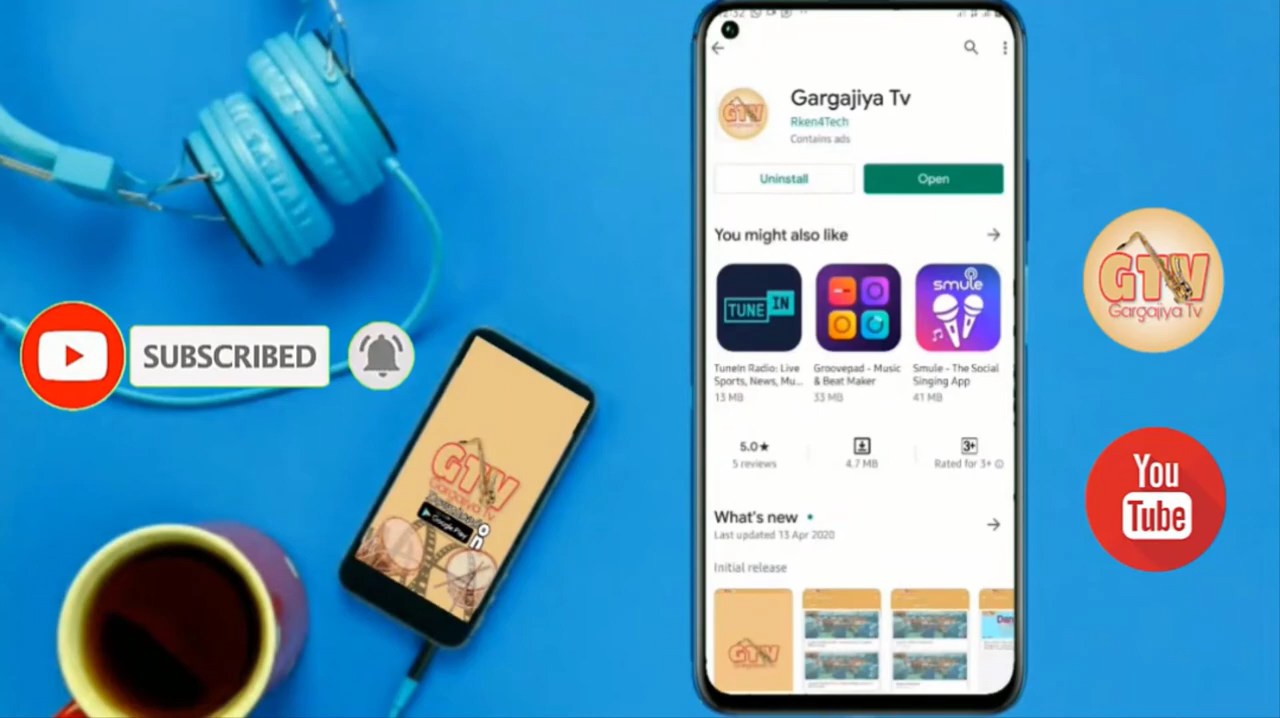 SUBSCRIBED
GTV
Gargajiya Tv
Google Play
Gargajiya Tv
Rken4Tech
Contains ads
Uninstall
Open
You might also like
TUNE IN
smule
TuneIn Radio: Live
Sports, News, Mu...
13 MB
Groovepad - Music
& Beat Maker
33 MB
Smule - The Social
Singing App
41 MB
5.0★
5 reviews
4.7 MB
3+
Rated for 3+
What's new
Last updated 13 Apr 2020
Initial release
GTV
GTV
Gargajiya Tv
You
Tube